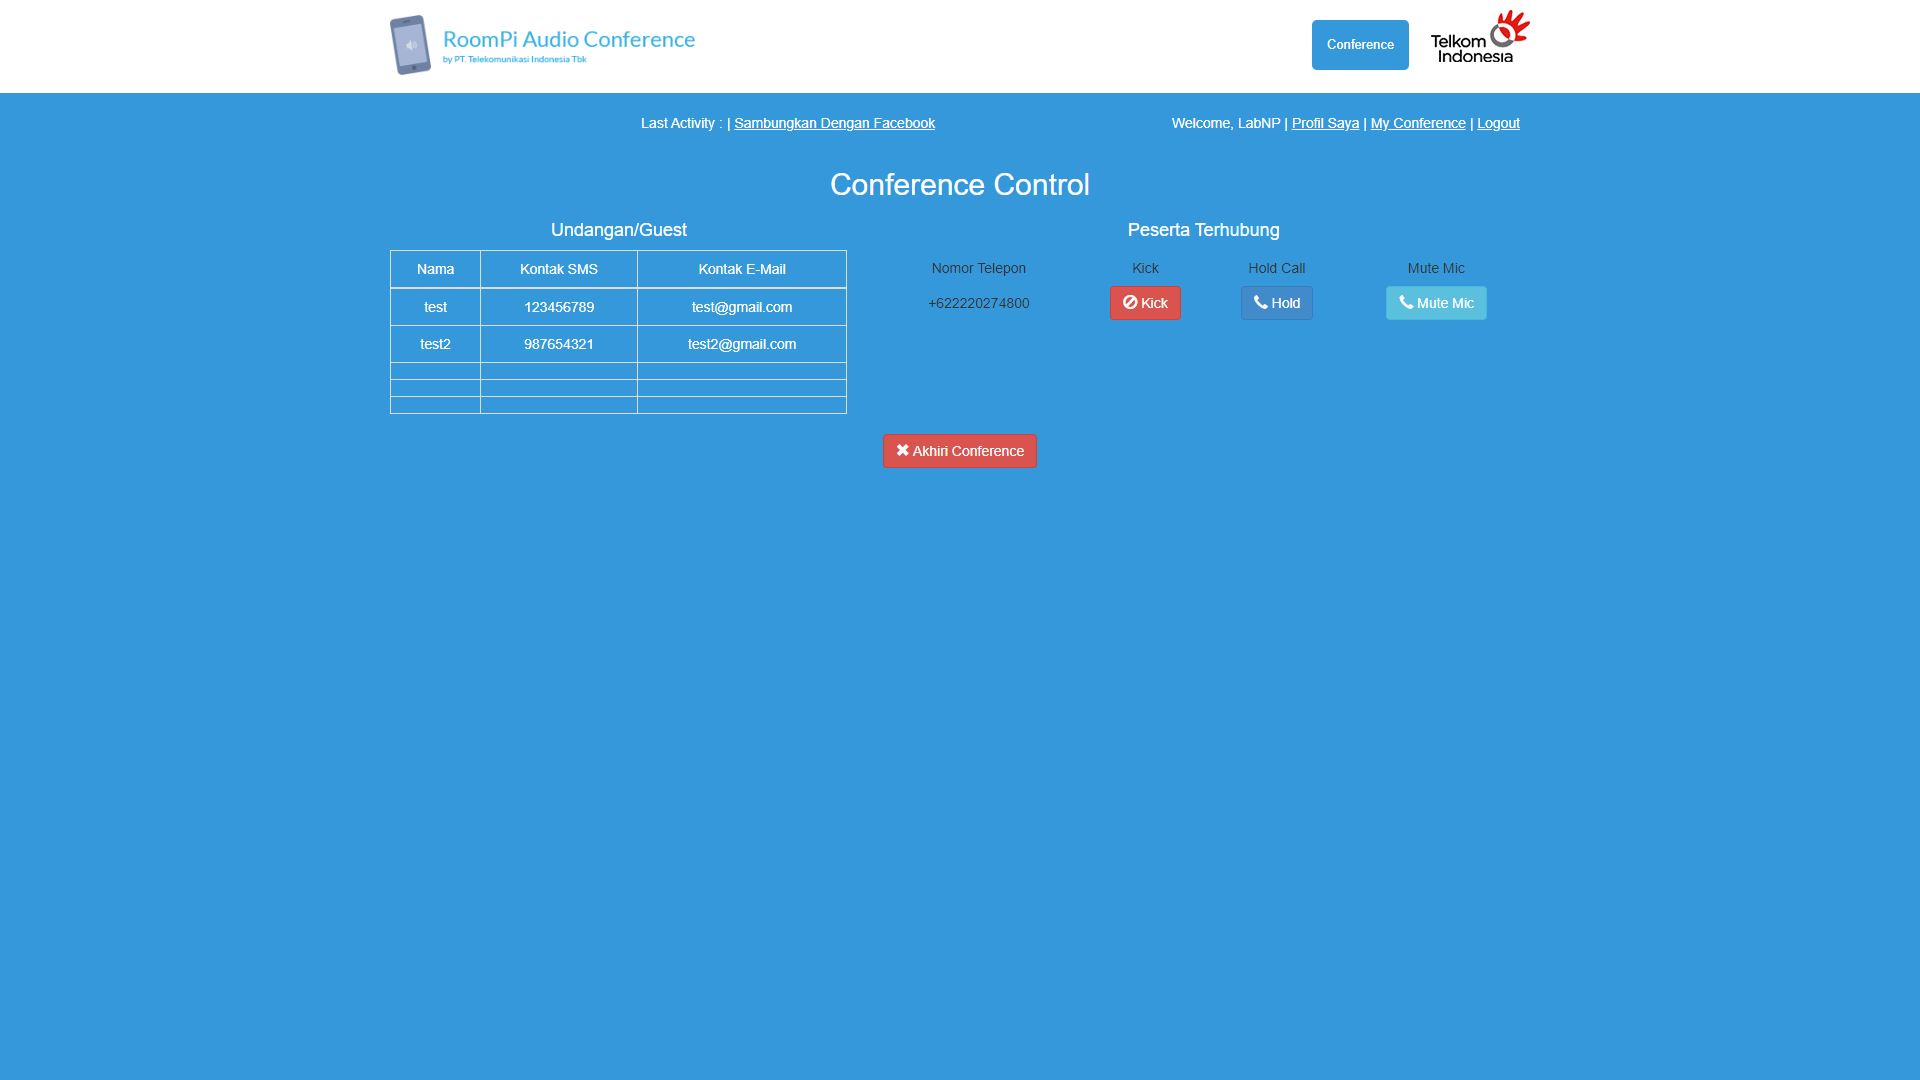 RoomPi Audio Conference
by PT. Telekomunikasi Indonesia Tbk
Conference
Telkom
Indonesia
Last Activity : | Sambungkan Dengan Facebook
Welcome, LabNP | Profil Saya | My Conference | Logout
Conference Control
Undangan/Guest
Nama Kontak SMS Kontak E-Mail
test 123456789 test@gmail.com
test2 987654321 test2@gmail.com
Peserta Terhubung
Nomor Telepon Kick Hold Call Mute Mic
+622220274800 Kick Hold Mute Mic
Akhiri Conference